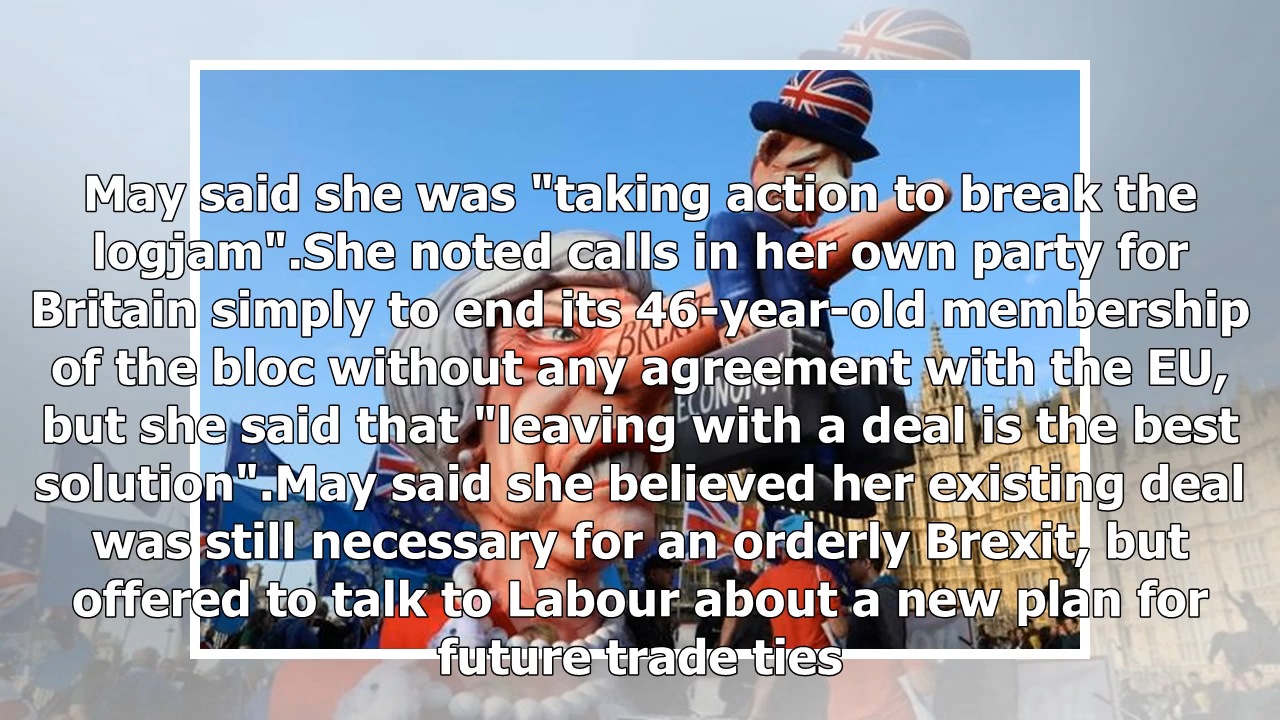 May said she was "taking action to break the
logjam".She noted calls in her own party for
Britain simply to end its 46-year-old membership
of the bloc without any agreement with the EU,
but she said that "leaving with a deal is the best
solution".May said she believed her existing deal
was still necessary for an orderly Brexit, but
offered to talk to Labour about a new plan for
future trade ties
BREXIT
ECONOMY